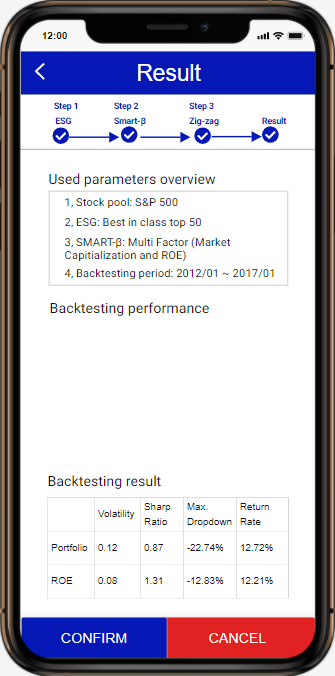 12:00
Result
Step 1 Step 2 Step 3
ESG Smart-β Zig-zag Result
Used parameters overview
1, Stock pool: S&P 500
2, ESG: Best in class top 50
3, SMART-β: Multi Factor (Market
Capitialization and ROE)
4, Backtesting period: 2012/01 ~ 2017/01
Backtesting performance
Backtesting result
Volatility Sharp Ratio Max. Dropdown Return Rate
Portfolio 0.12 0.87 -22.74% 12.72%
ROE 0.08 1.31 -12.83% 12.21%
CONFIRM CANCEL